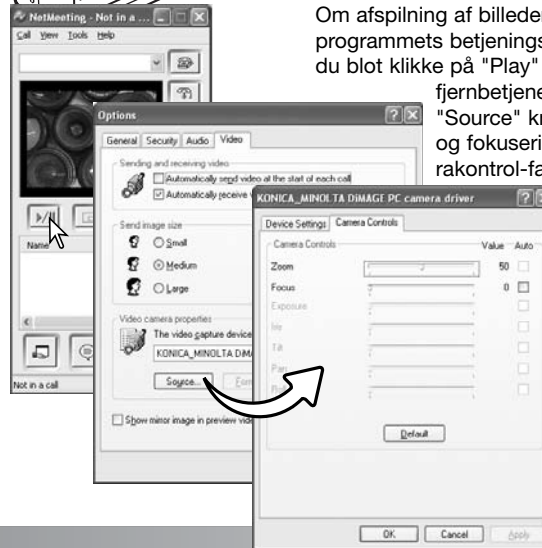 Om afspilning af billeder
programmets betjenings
du blot klikke på "Play"
fjernbetjene
"Source" kn
og fokuseri
rakontrol-fa
NetMeeting - Not in a ...
Call View Tools Help
Name
Not in a call
Options
General Security Audio Video
Sending and receiving video
Automatically send video at the start of each call
Automatically receive
Send image size
Small
Medium
Large
Video camera properties
The video capture device
KONICA_MINOLTA DiMA
Source...
Show mirror image in preview vide
KONICA_MINOLTA DiMAGE PC camera driver
Device Settings Camera Controls
Camera Controls Value Auto
Zoom 50
Focus 0
Exposure
Iris
Tilt
Pan
Default
OK Cancel Apply